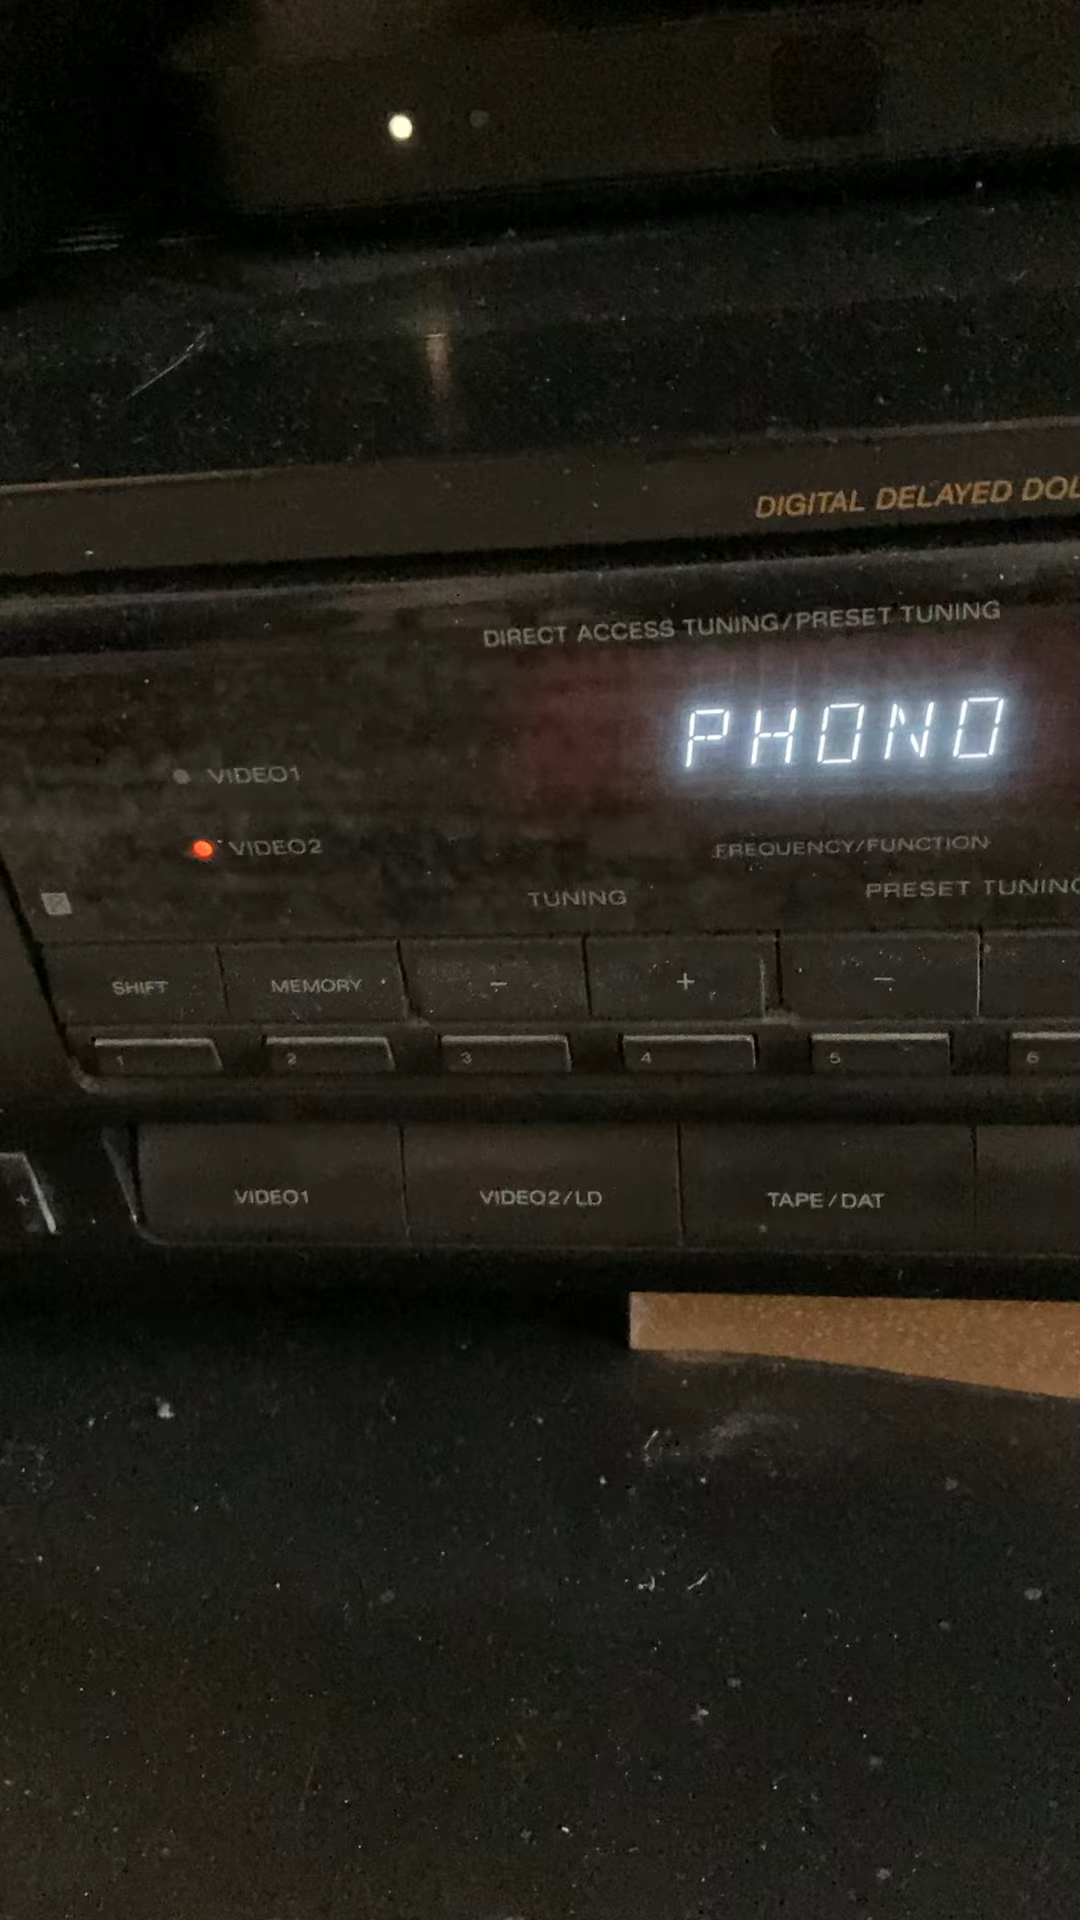 DIGITAL DELAYED
DIRECT ACCESS TUNING/PRESET TUNING
PHONO
VIDEO1
VIDEO2
FREQUENCY/FUNCTION
TUNING
PRESET TUNING
SHIFT MEMORY - + -
1 2 3 4 5 6
+
VIDEO1 VIDEO2/LD TAPE/DAT